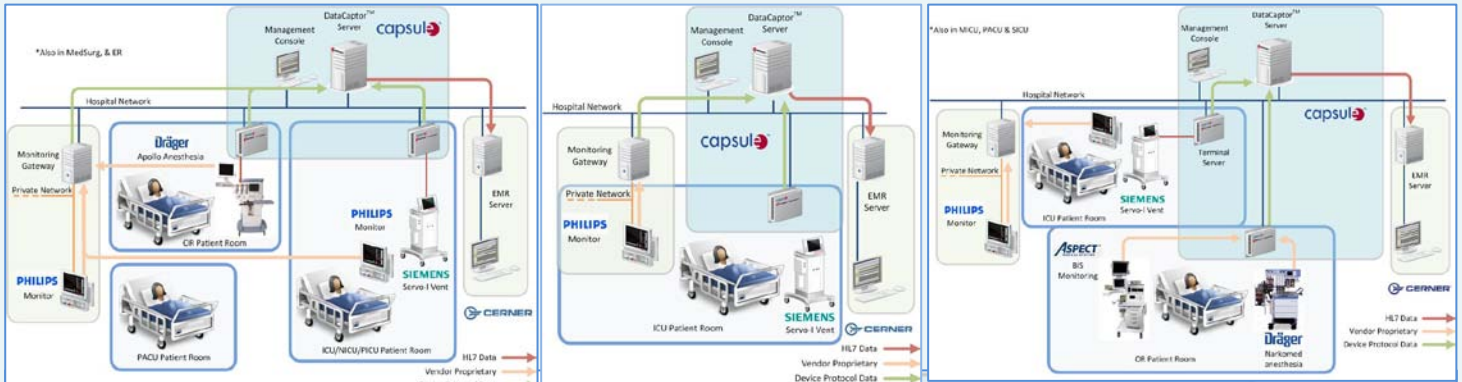 DataCaptor™
Server
capsule
Management
Console
*Also in MedSurg, & ER
Hospital Network
Monitoring
Gateway
Private Network
PHILIPS
Monitor
Dräger
Apollo Anesthesia
OR Patient Room
PACU Patient Room
PHILIPS
Monitor
SIEMENS
Servo-I Vent
ICU/NICU/PICU Patient Room
EMR
Server
CERNER
HL7 Data
Vendor Proprietary
DataCaptor™
Server
Management
Console
Hospital Network
capsule
Monitoring
Gateway
Private Network
PHILIPS
Monitor
EMR
Server
SIEMENS
Servo-I Vent
ICU Patient Room
CERNER
HL7 Data
Vendor Proprietary
Device Protocol Data
*Also in MICU, PACU & SICU
DataCaptor™
Server
Management
Console
capsule
Hospital Network
Monitoring
Gateway
Private Network
PHILIPS
Monitor
SIEMENS
Servo-I Vent
ICU Patient Room
Terminal
Server
EMR
Server
ASPECT
BIS
Monitoring
Dräger
Narkomed
anesthesia
OR Patient Room
CERNER
HL7 Data
Vendor Proprietary
Device Protocol Data